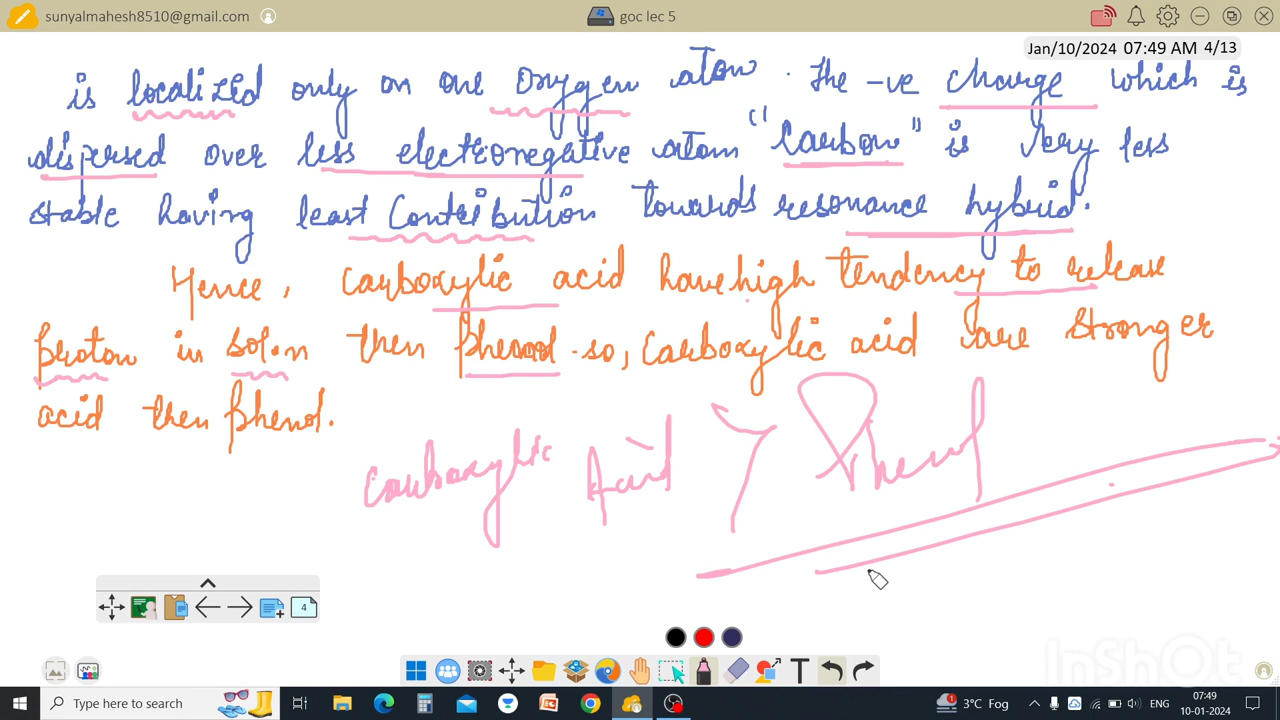 sunyalmahesh8510@gmail.com
goc lec 5
Jan/10/2024 07:49 AM 4/13
is localized only on one Oxygen atom. The -ve charge which is
dispersed over less electronegative atom "Carbon" is very less
stable having least Contribution towards resonance hybrid.
Hence, carboxylic acid have high tendency to release
proton in soln then phenol. so, carboxylic acid are stronger
acid then phenol.
carboxylic Acid > Phenol
4
InShOt
Type here to search
3°C Fog
ENG
07:49
10-01-2024